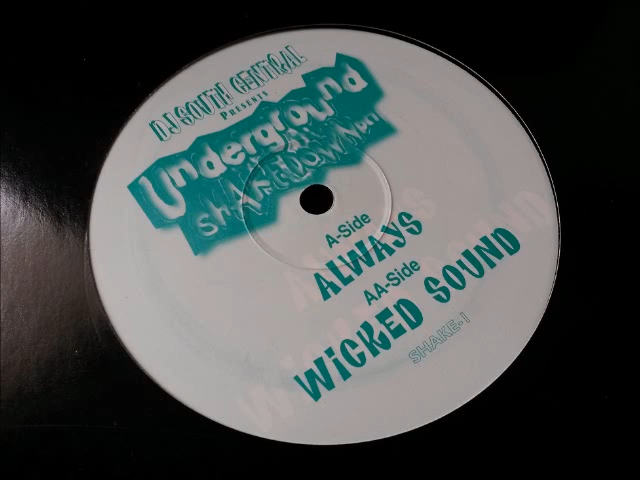 DJ SOUTH CENTRAL
PRESENTS
Underground
SHAKEDOWN
A-Side
ALWAYS
AA-Side
WiCKED SOUND
SHAKE-1